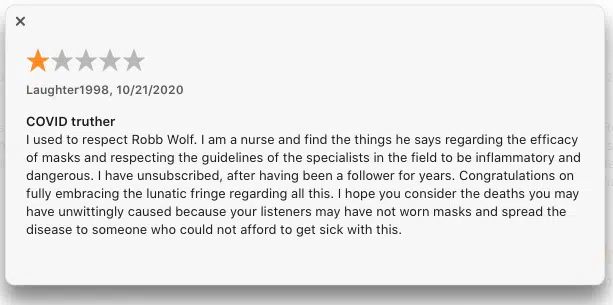 ×
Laughter1998, 10/21/2020
COVID truther
I used to respect Robb Wolf. I am a nurse and find the things he says regarding the efficacy
of masks and respecting the guidelines of the specialists in the field to be inflammatory and
dangerous. I have unsubscribed, after having been a follower for years. Congratulations on
fully embracing the lunatic fringe regarding all this. I hope you consider the deaths you may
have unwittingly caused because your listeners may have not worn masks and spread the
disease to someone who could not afford to get sick with this.